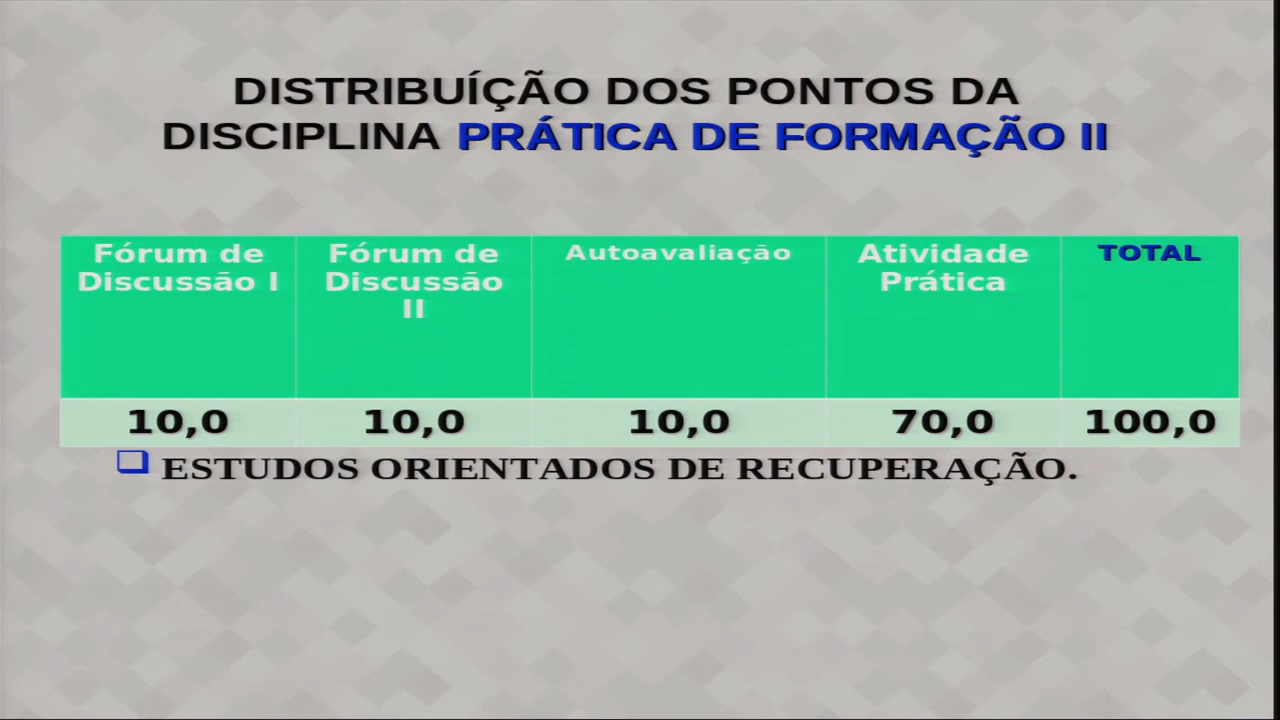 DISTRIBUÍÇÃO DOS PONTOS DA
DISCIPLINA PRÁTICA DE FORMAÇÃO II
Fórum de
Discussão I
Fórum de
Discussão
II
Autoavaliação
Atividade
Prática
TOTAL
10,0
10,0
10,0
70,0
100,0
ESTUDOS ORIENTADOS DE RECUPERAÇÃO.